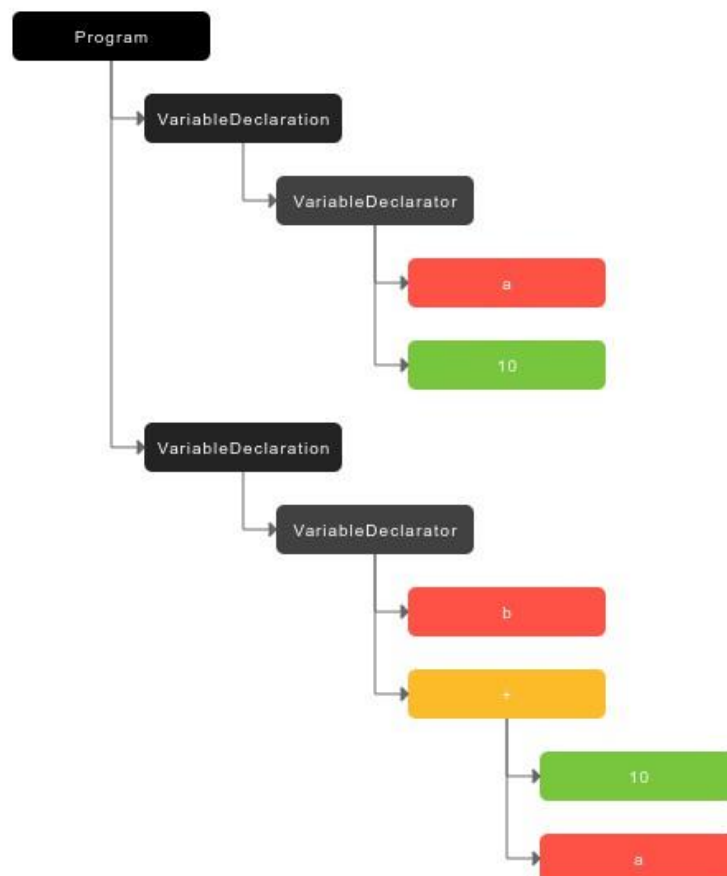 Program
VariableDeclaration
VariableDeclarator
a
10
VariableDeclaration
VariableDeclarator
b
+
10
a